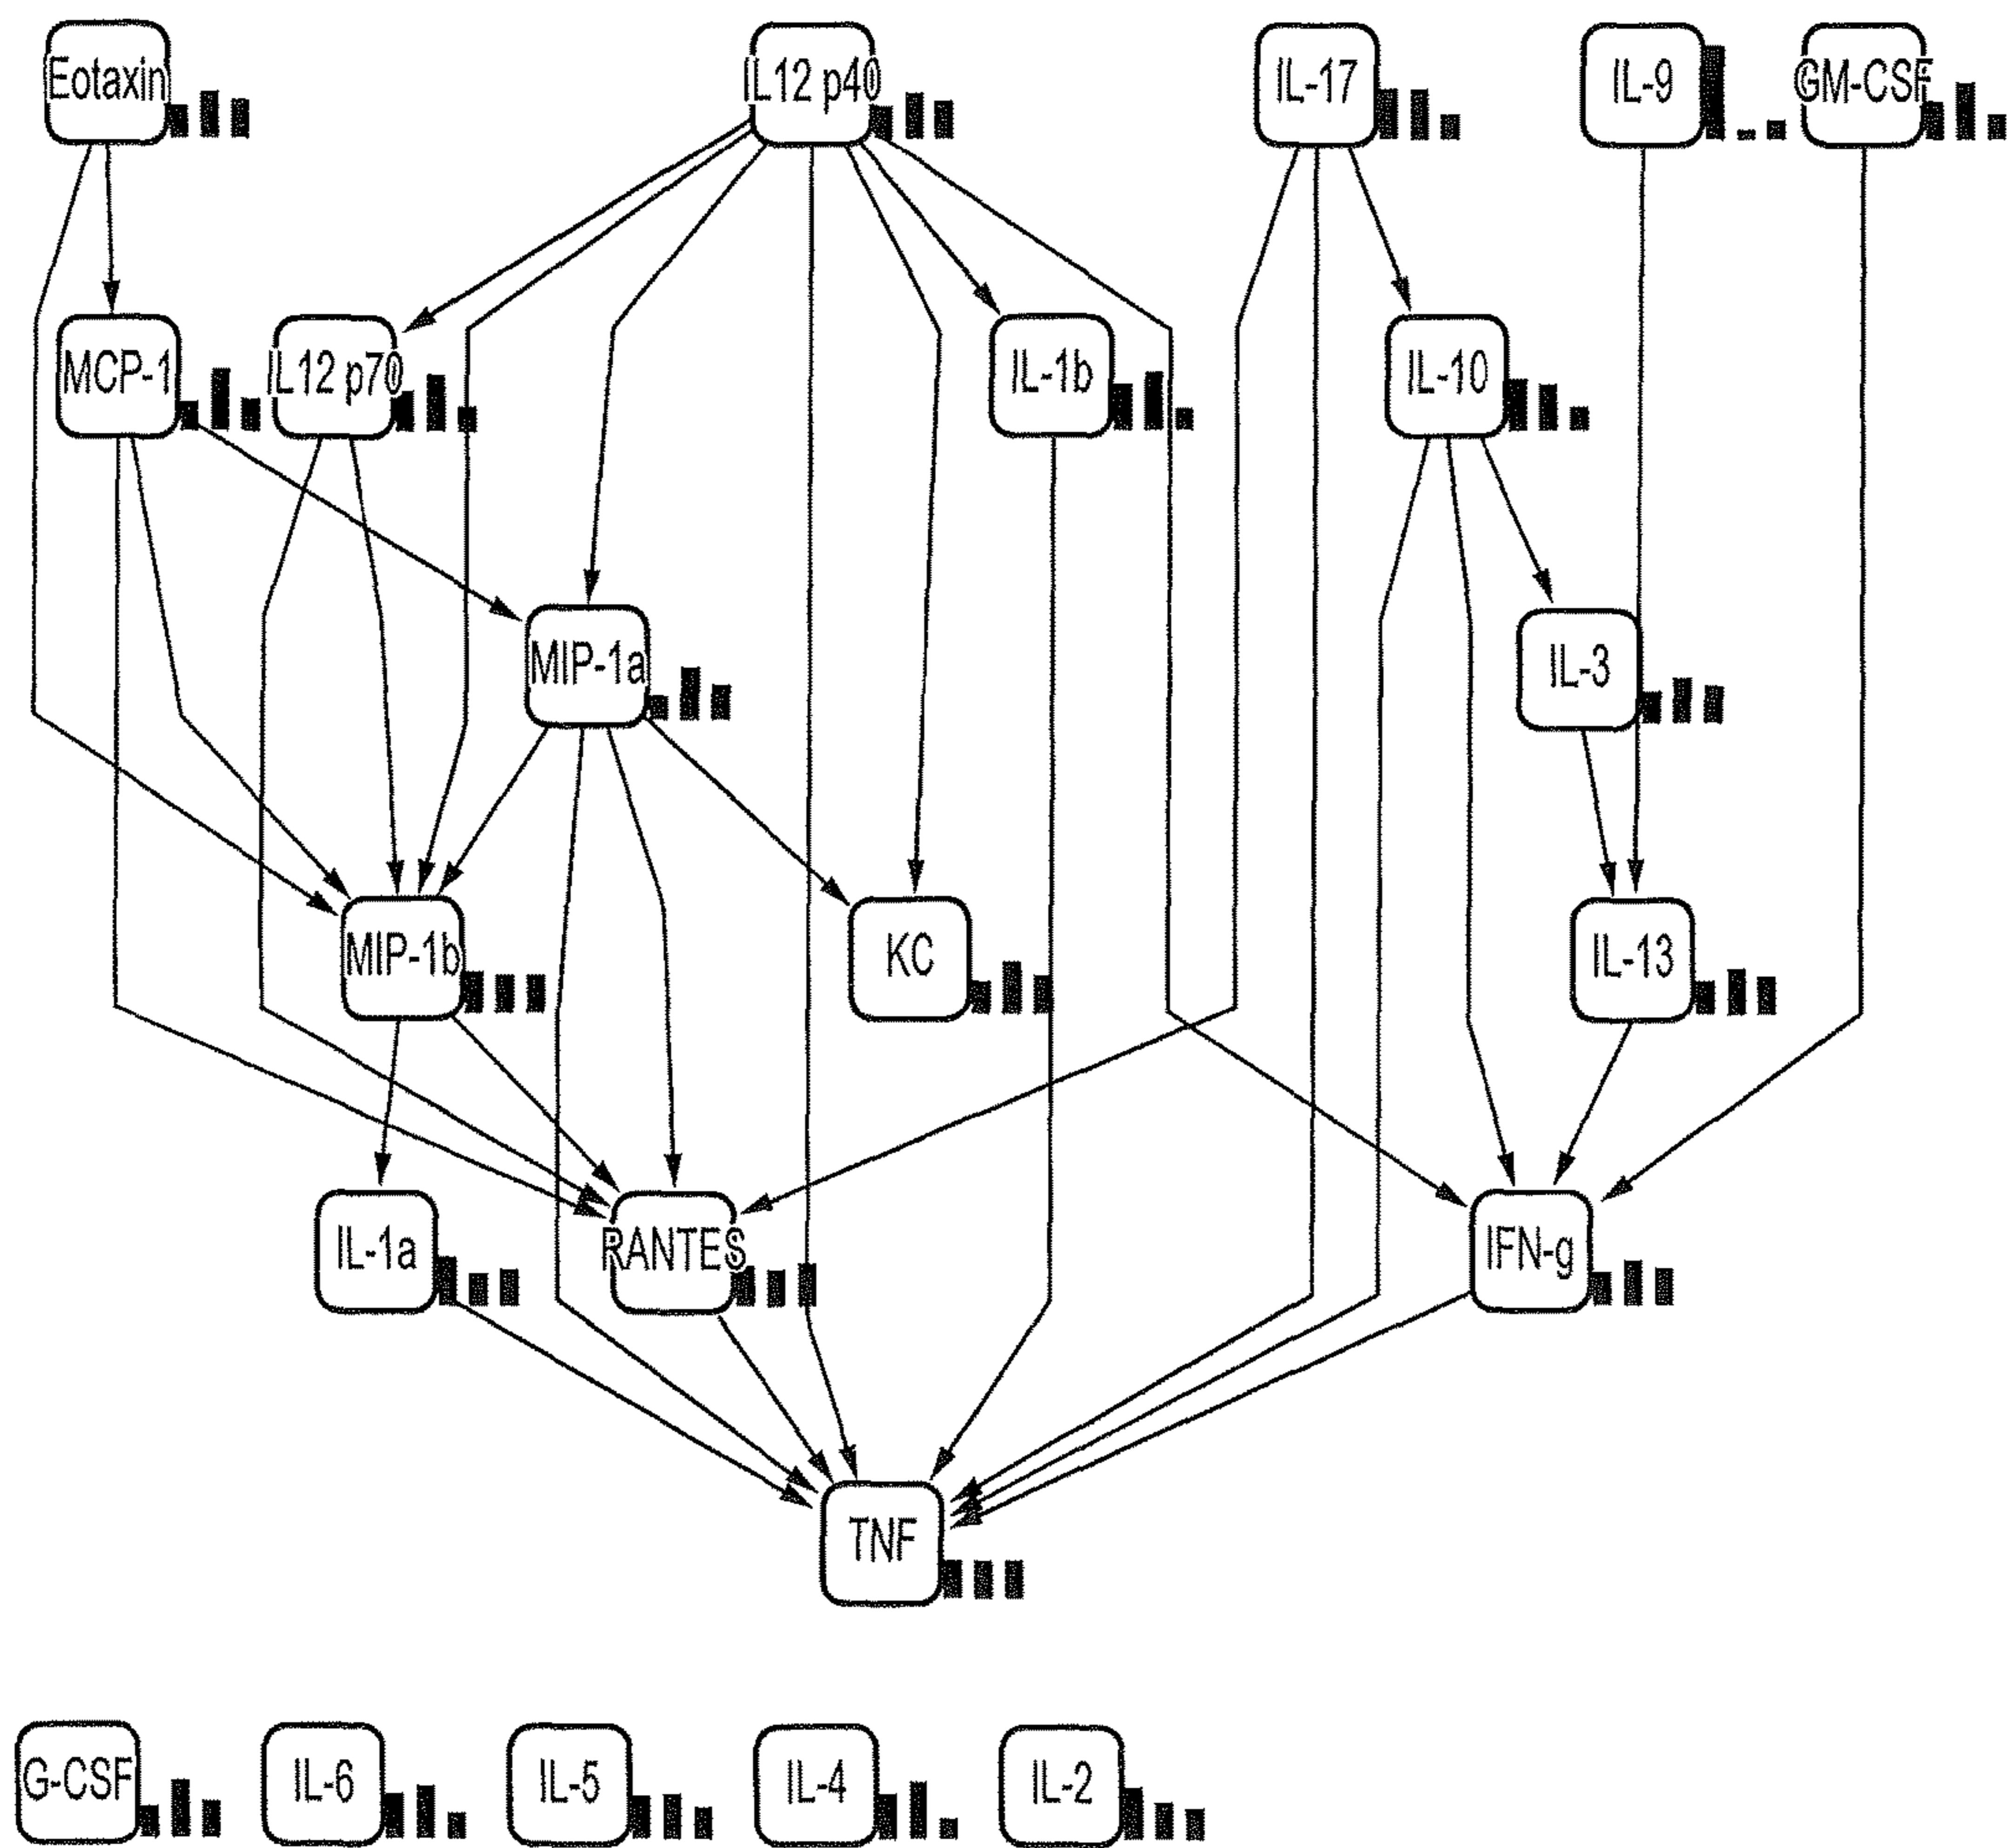 Eotaxin
IL12 p40
IL-17
IL-9
GM-CSF
MCP-1
IL12 p70
IL-1b
IL-10
MIP-1a
IL-3
MIP-1b
KC
IL-13
IL-1a
RANTES
IFN-g
TNF
G-CSF
IL-6
IL-5
IL-4
IL-2